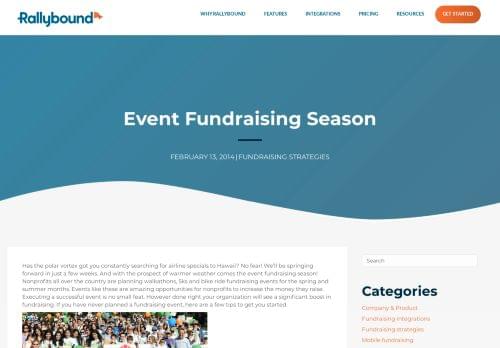 Rallybound
WHY RALLYBOUND
FEATURES
INTEGRATIONS
PRICING
RESOURCES
GET STARTED
Event Fundraising Season
FEBRUARY 13, 2014 | FUNDRAISING STRATEGIES
Has the polar vortex got you constantly searching for airline specials to Hawaii? No fear! We'll be springing
forward in just a few weeks. And with the prospect of warmer weather comes the event fundraising season!
Nonprofits all over the country are planning walkathons, 5ks and bike ride fundraising events for the spring and
summer months. Events like these are amazing opportunities for nonprofits to increase the money they raise.
Executing a successful event is no small feat. However done right your organization will see a significant boost in
fundraising. If you have never planned a fundraising event, here are a few tips to get you started.
Search
Categories
Company & Product
Fundraising integrations
Fundraising strategies
Mobile fundraising